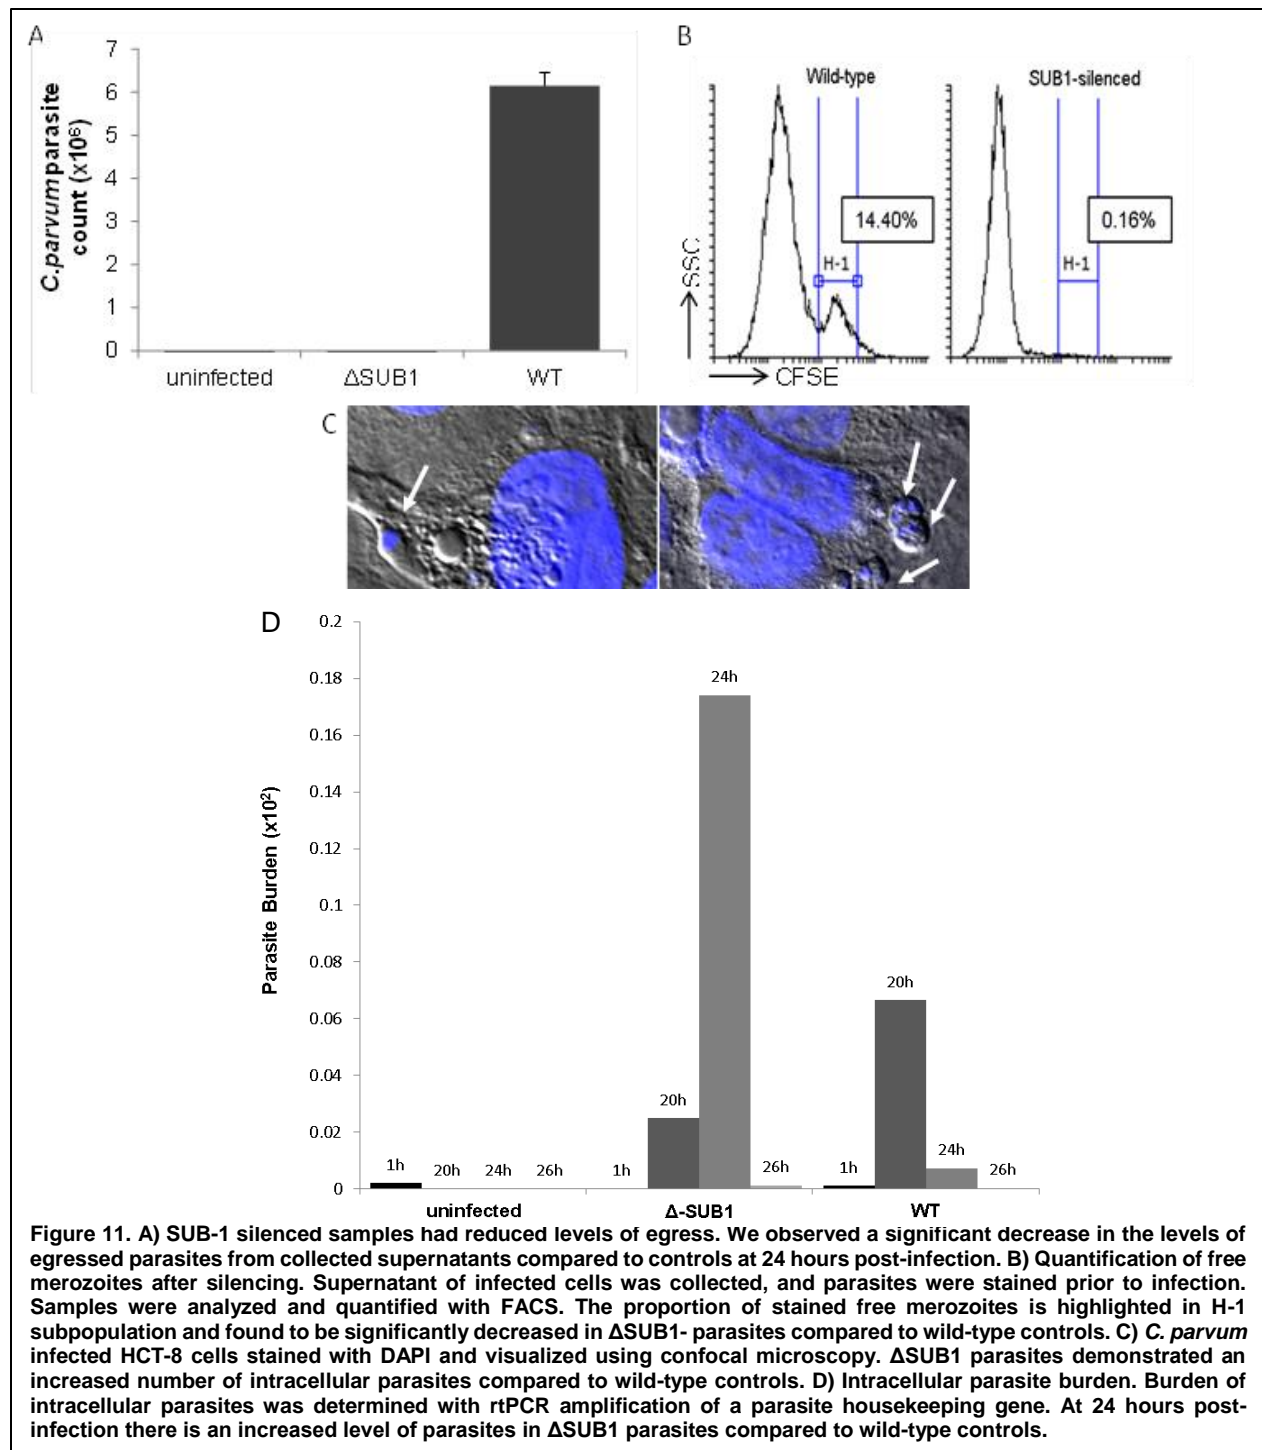 A
7
6
5
4
3
2
1
0
C.parvum parasite
count (x10⁶)
uninfected
ΔSUB1
WT
B
Wild-type
SUB1-silenced
14.40%
0.16%
H-1
H-1
SSC
CFSE
C
D
0.2
0.18
0.16
0.14
0.12
0.1
0.08
0.06
0.04
0.02
0
Parasite Burden (x10²)
24h
20h
20h
1h
20h
24h
26h
1h
26h
1h
24h
26h
uninfected
Δ-SUB1
WT
Figure 11. A) SUB-1 silenced samples had reduced levels of egress. We observed a significant decrease in the levels of
egressed parasites from collected supernatants compared to controls at 24 hours post-infection. B) Quantification of free
merozoites after silencing. Supernatant of infected cells was collected, and parasites were stained prior to infection.
Samples were analyzed and quantified with FACS. The proportion of stained free merozoites is highlighted in H-1
subpopulation and found to be significantly decreased in ΔSUB1- parasites compared to wild-type controls. C) C. parvum
infected HCT-8 cells stained with DAPI and visualized using confocal microscopy. ΔSUB1 parasites demonstrated an
increased number of intracellular parasites compared to wild-type controls. D) Intracellular parasite burden. Burden of
intracellular parasites was determined with rtPCR amplification of a parasite housekeeping gene. At 24 hours post-
infection there is an increased level of parasites in ΔSUB1 parasites compared to wild-type controls.